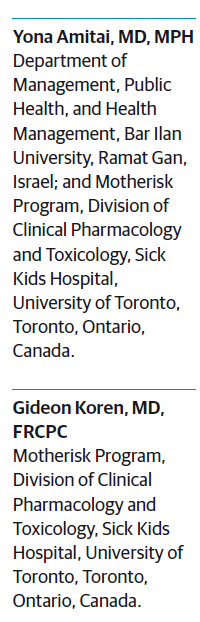 Yona Amitai, MD, MPH
Department of
Management, Public
Health, and Health
Management, Bar Ilan
University, Ramat Gan,
Israel; and Motherisk
Program, Division of
Clinical Pharmacology
and Toxicology, Sick
Kids Hospital,
University of Toronto,
Toronto, Ontario,
Canada.
Gideon Koren, MD,
FRCPC
Motherisk Program,
Division of Clinical
Pharmacology and
Toxicology, Sick Kids
Hospital, University of
Toronto, Toronto,
Ontario, Canada.